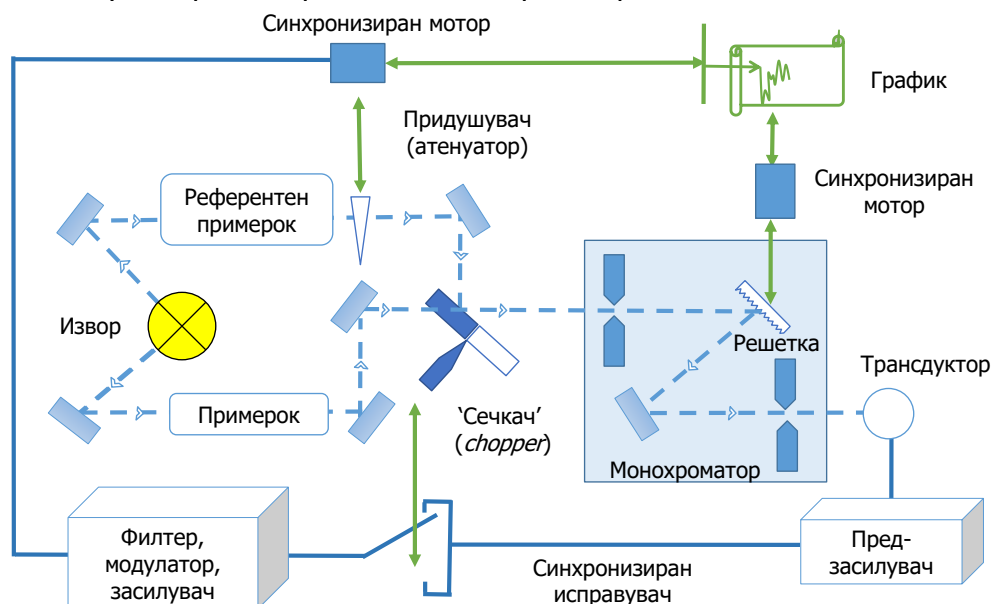 Синхронизиран мотор
График
Придушувач
(атенуатор)
Синхронизиран
мотор
Референтен
примерок
Извор
Решетка
Трансдуктор
Примерок
‘Сечкач’
(chopper)
Монохроматор
Филтер,
модулатор,
засилувач
Пред-
засилувач
Синхронизиран
исправувач